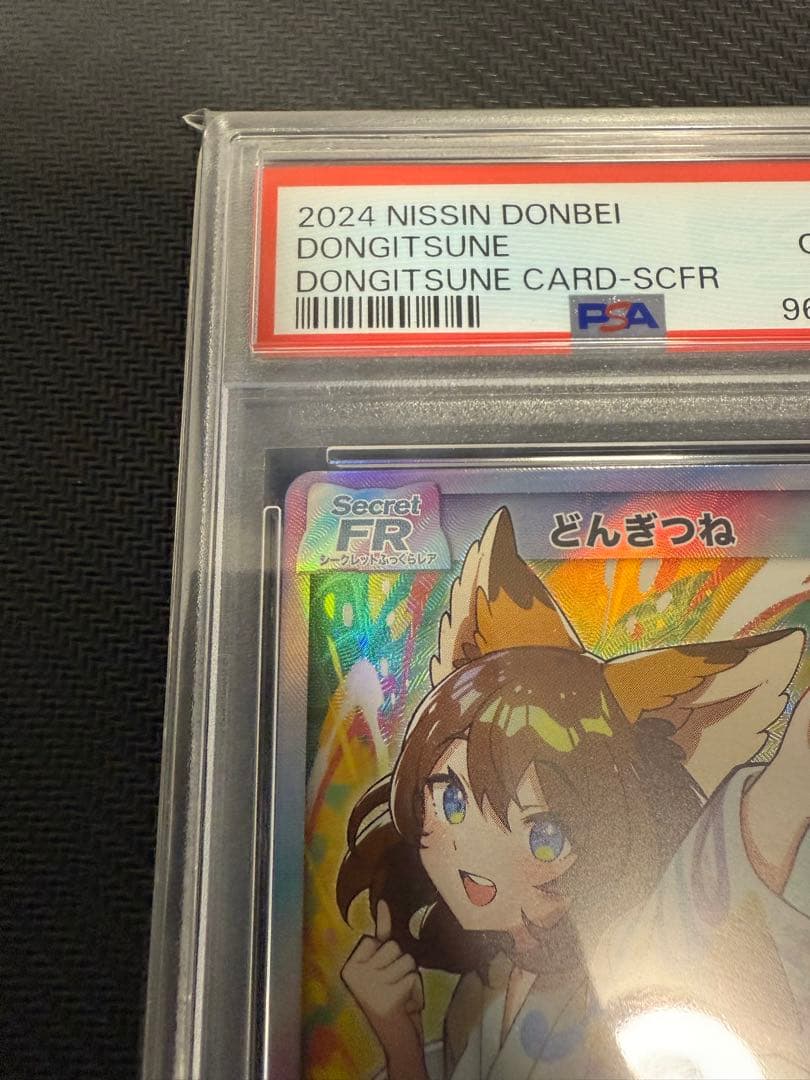 2024 NISSIN DONBEI
DONGITSUNE
DONGITSUNE CARD-SCFR
PSA
96
Secret
FR
シークレットふっくらレア
どんぎつね